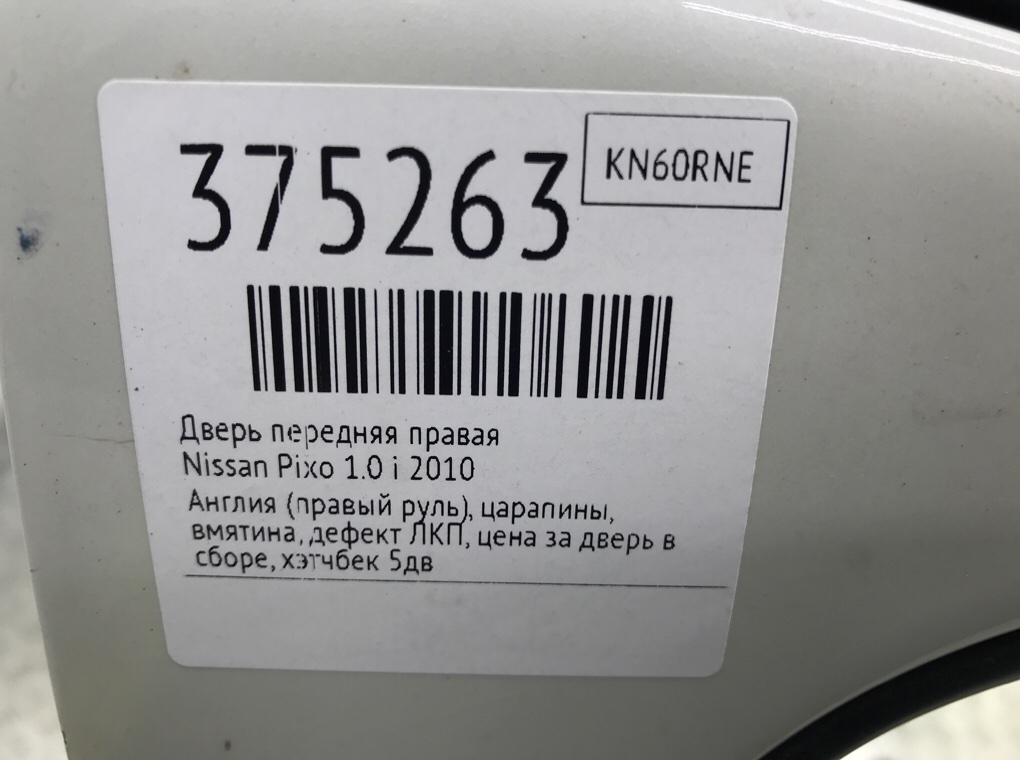 375263
KN60RNE
Дверь передняя правая
Nissan Pixo 1.0 i 2010
Англия (правый руль), царапины,
вмятина, дефект ЛКП, цена за дверь в
сборе, хэтчбек 5дв